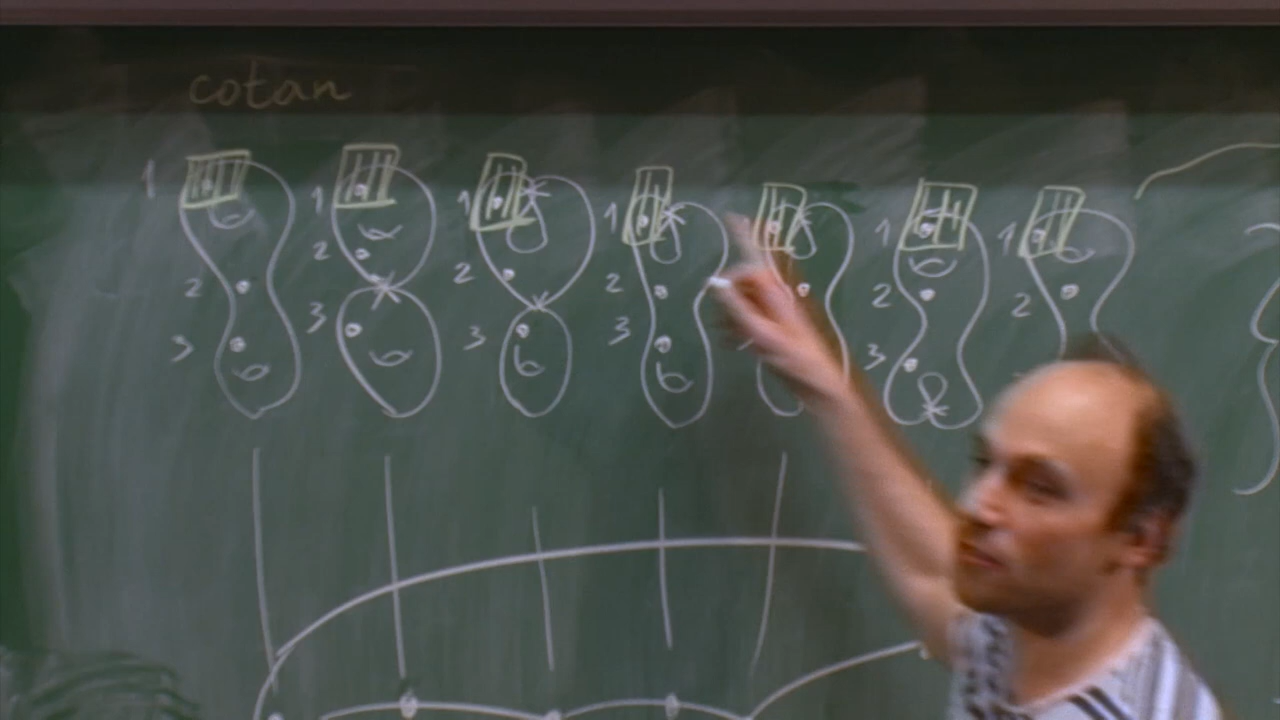 cotan
1 1 1 1 1 1
2 2 2 2 2 2
3 3 3 3 3